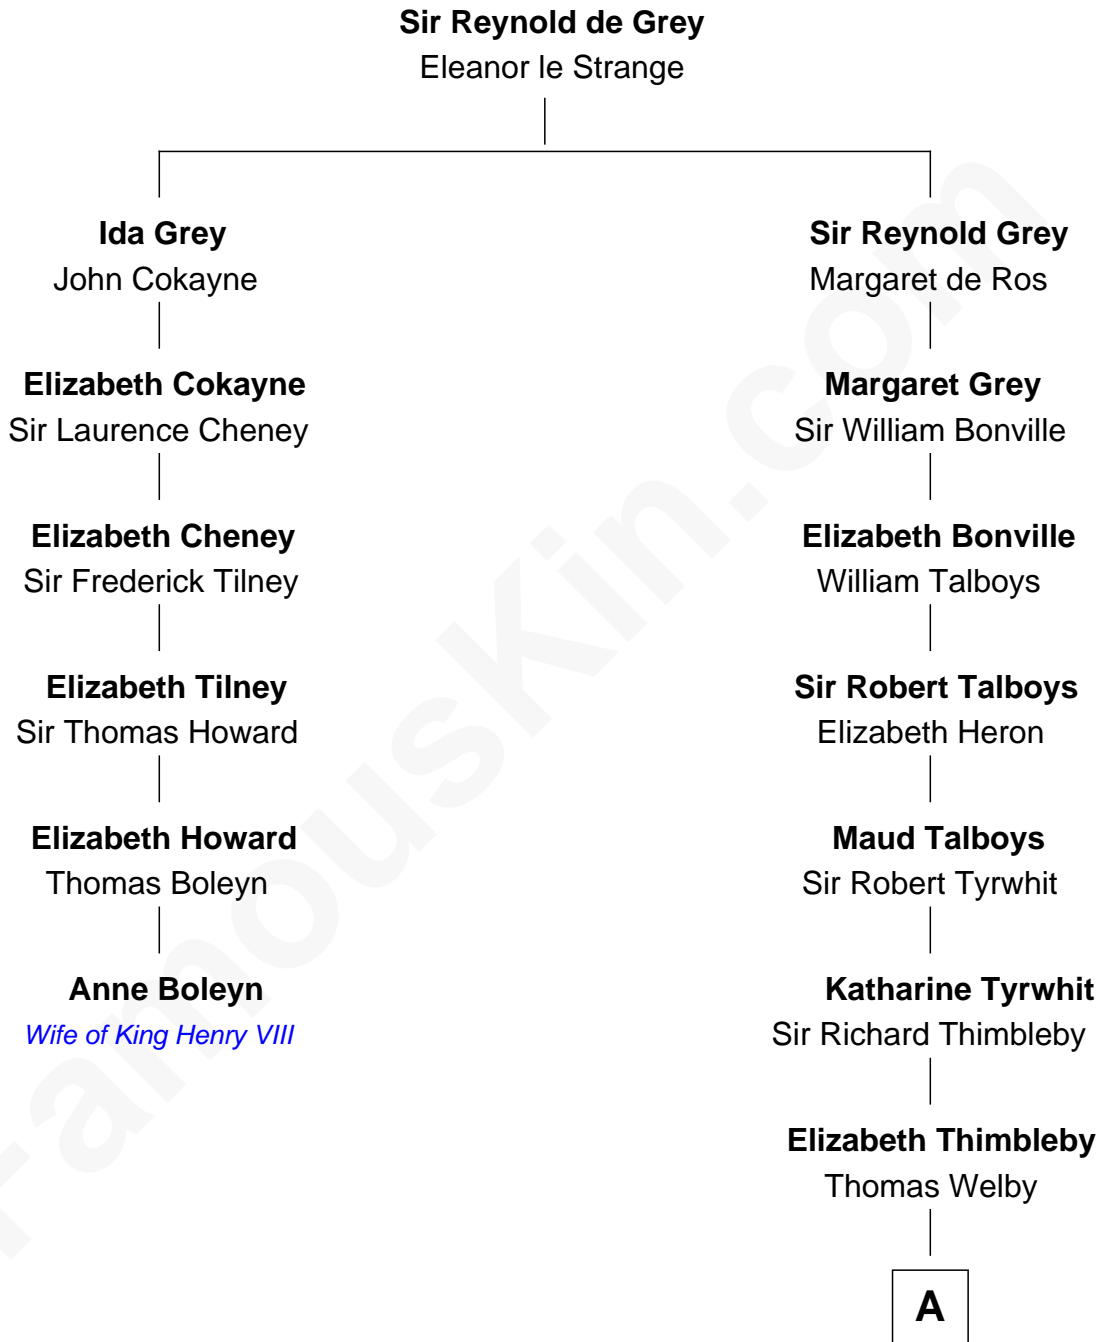 Sir Reynold de Grey
Eleanor le Strange
Ida Grey
John Cokayne
Elizabeth Cokayne
Sir Laurence Cheney
Elizabeth Cheney
Sir Frederick Tilney
Elizabeth Tilney
Sir Thomas Howard
Elizabeth Howard
Thomas Boleyn
Anne Boleyn
Wife of King Henry VIII
Sir Reynold Grey
Margaret de Ros
Margaret Grey
Sir William Bonville
Elizabeth Bonville
William Talboys
Sir Robert Talboys
Elizabeth Heron
Maud Talboys
Sir Robert Tyrwhit
Katharine Tyrwhit
Sir Richard Thimbleby
Elizabeth Thimbleby
Thomas Welby
A
FamousKin.com